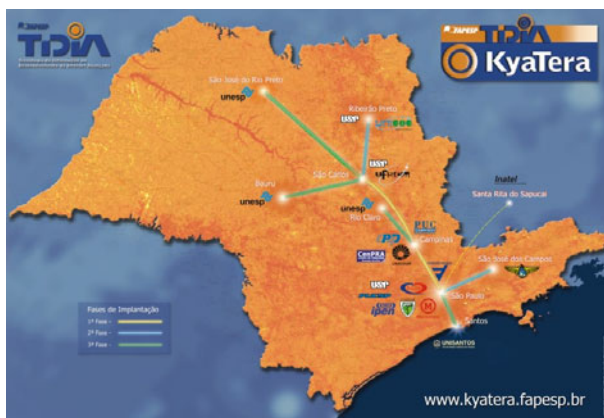 FAPESP
TIDIA
FAPESP
TIDIA
KyaTera
São José do Rio Preto
unesp
Ribeirão Preto
USP
São Carlos
USP
Bauru
unesp
unesp
Rio Claro
Inatel
Santa Rita do Sapucaí
PUC
Campinas
CenPRA
São José dos Campos
USP
São Paulo
ipen
M
Santos
UNISANTOS
Fases de Implantação
1ª Fase -
2ª Fase -
3ª Fase -
www.kyatera.fapesp.br